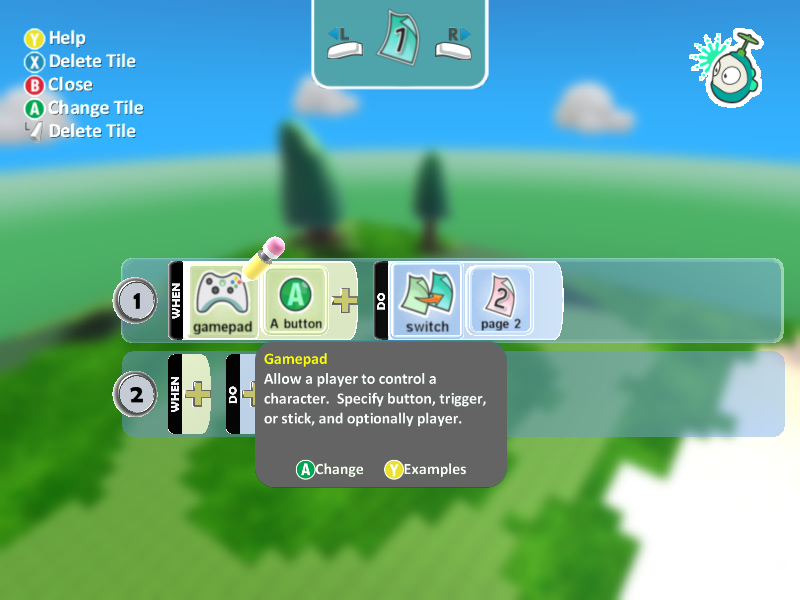 L 1 R
Y Help
X Delete Tile
B Close
A Change Tile
Delete Tile
1 WHEN gamepad A A button DO switch 2 page 2
2 WHEN DO
Gamepad
Allow a player to control a
character. Specify button, trigger,
or stick, and optionally player.
A Change Y Examples